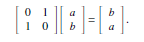 [ 0 1 ] [ a ] = [ b ] .
[ 1 0 ] [ b ] [ a ]